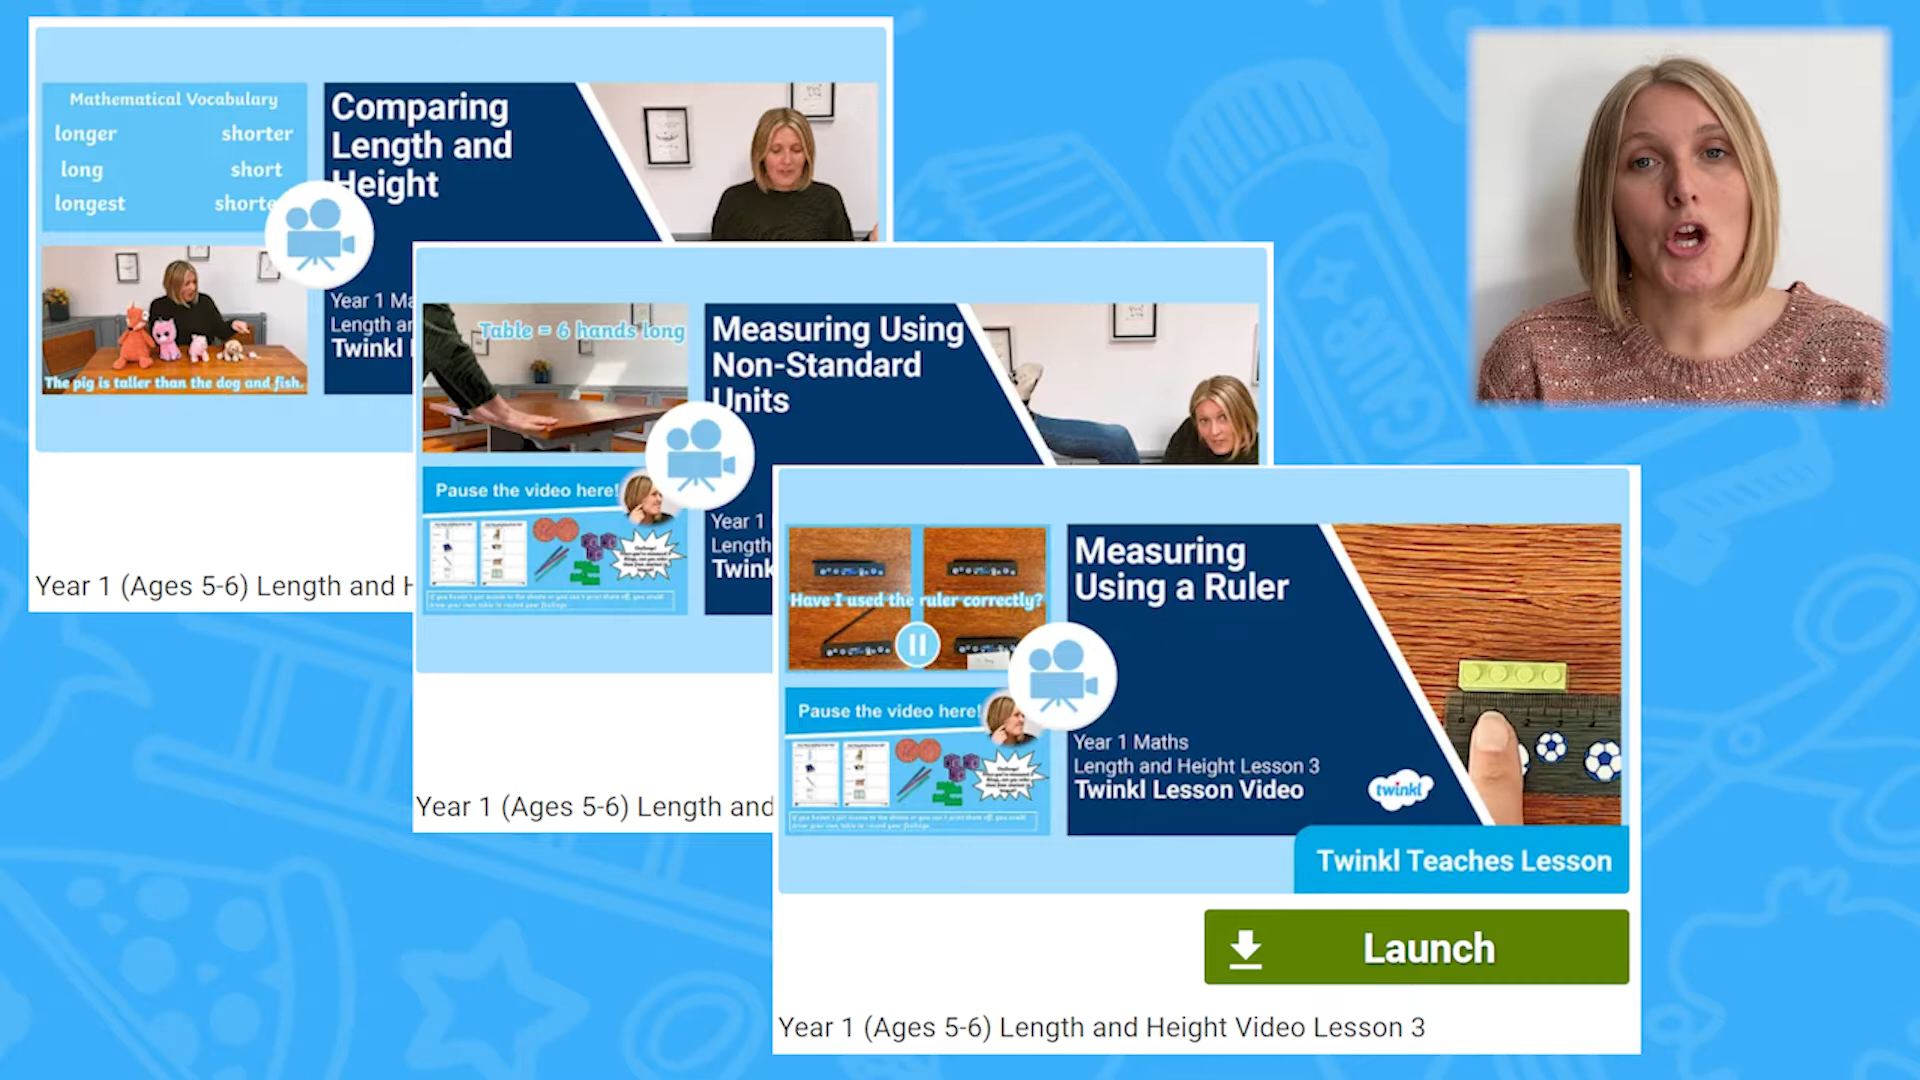 Mathematical Vocabulary
longer shorter
long short
longest shorte
Comparing
Length and
Height
The pig is taller than the dog and fish.
Year 1 Ma
Length ar
Twinkl
Year 1 (Ages 5-6) Length and H
Table = 6 hands long
Measuring Using
Non-Standard
Units
Pause the video here!
Year 1
Length
Twink
Year 1 (Ages 5-6) Length and
Have I used the ruler correctly?
Measuring
Using a Ruler
Pause the video here!
Year 1 Maths
Length and Height Lesson 3
Twinkl Lesson Video
twinkl
Twinkl Teaches Lesson
Launch
Year 1 (Ages 5-6) Length and Height Video Lesson 3